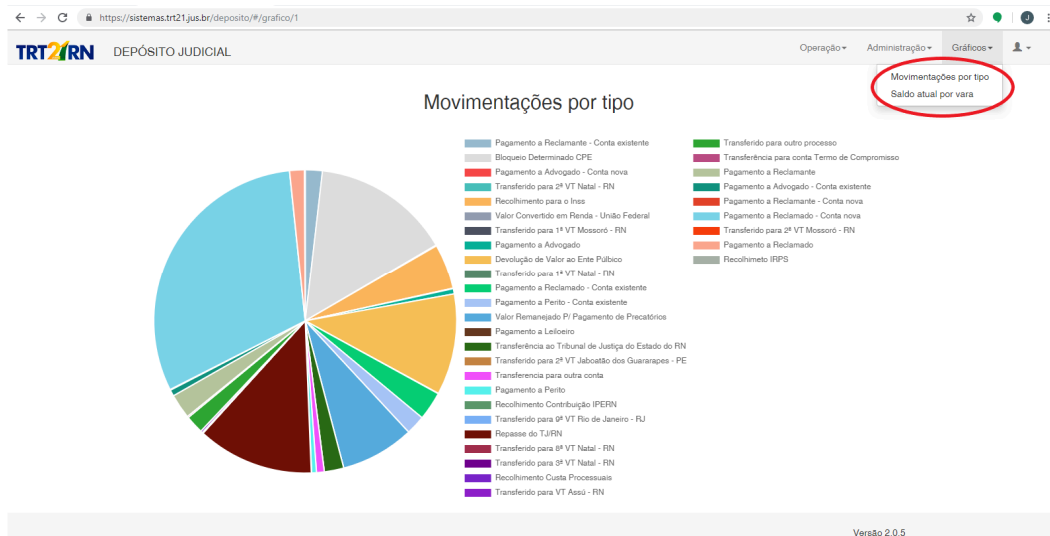 https://sistemas.trt21.jus.br/deposito/#/grafico/1
J
TRT21RN DEPÓSITO JUDICIAL
Operação Administração Gráficos
Movimentações por tipo
Saldo atual por vara
Movimentações por tipo
Pagamento a Reclamante - Conta existente
Bloqueio Determinado CPE
Pagamento a Advogado - Conta nova
Transferido para 2ª VT Natal - RN
Recolhimento para o Inss
Valor Convertido em Renda - União Federal
Transferido para 1ª VT Mossoró - RN
Pagamento a Advogado
Devolução de Valor ao Ente Púlbico
Transferido para 1ª VT Natal - RN
Pagamento a Reclamado - Conta existente
Pagamento a Perito - Conta existente
Valor Remanejado P/ Pagamento de Precatórios
Pagamento a Leiloeiro
Transferência ao Tribunal de Justiça do Estado do RN
Transferido para 2ª VT Jaboatão dos Guararapes - PE
Transferencia para outra conta
Pagamento a Perito
Recolhimento Contribuição IPERN
Transferido para 9ª VT Rio de Janeiro - RJ
Repasse do TJ/RN
Transferido para 8ª VT Natal - RN
Transferido para 3ª VT Natal - RN
Recolhimento Custa Processuais
Transferido para VT Assú - RN
Transferido para outro processo
Transferência para conta Termo de Compromisso
Pagamento a Reclamante
Pagamento a Advogado - Conta existente
Pagamento a Reclamante - Conta nova
Pagamento a Reclamado - Conta nova
Transferido para 2ª VT Mossoró - RN
Pagamento a Reclamado
Recolhimeto IRPS
Versão 2.0.5